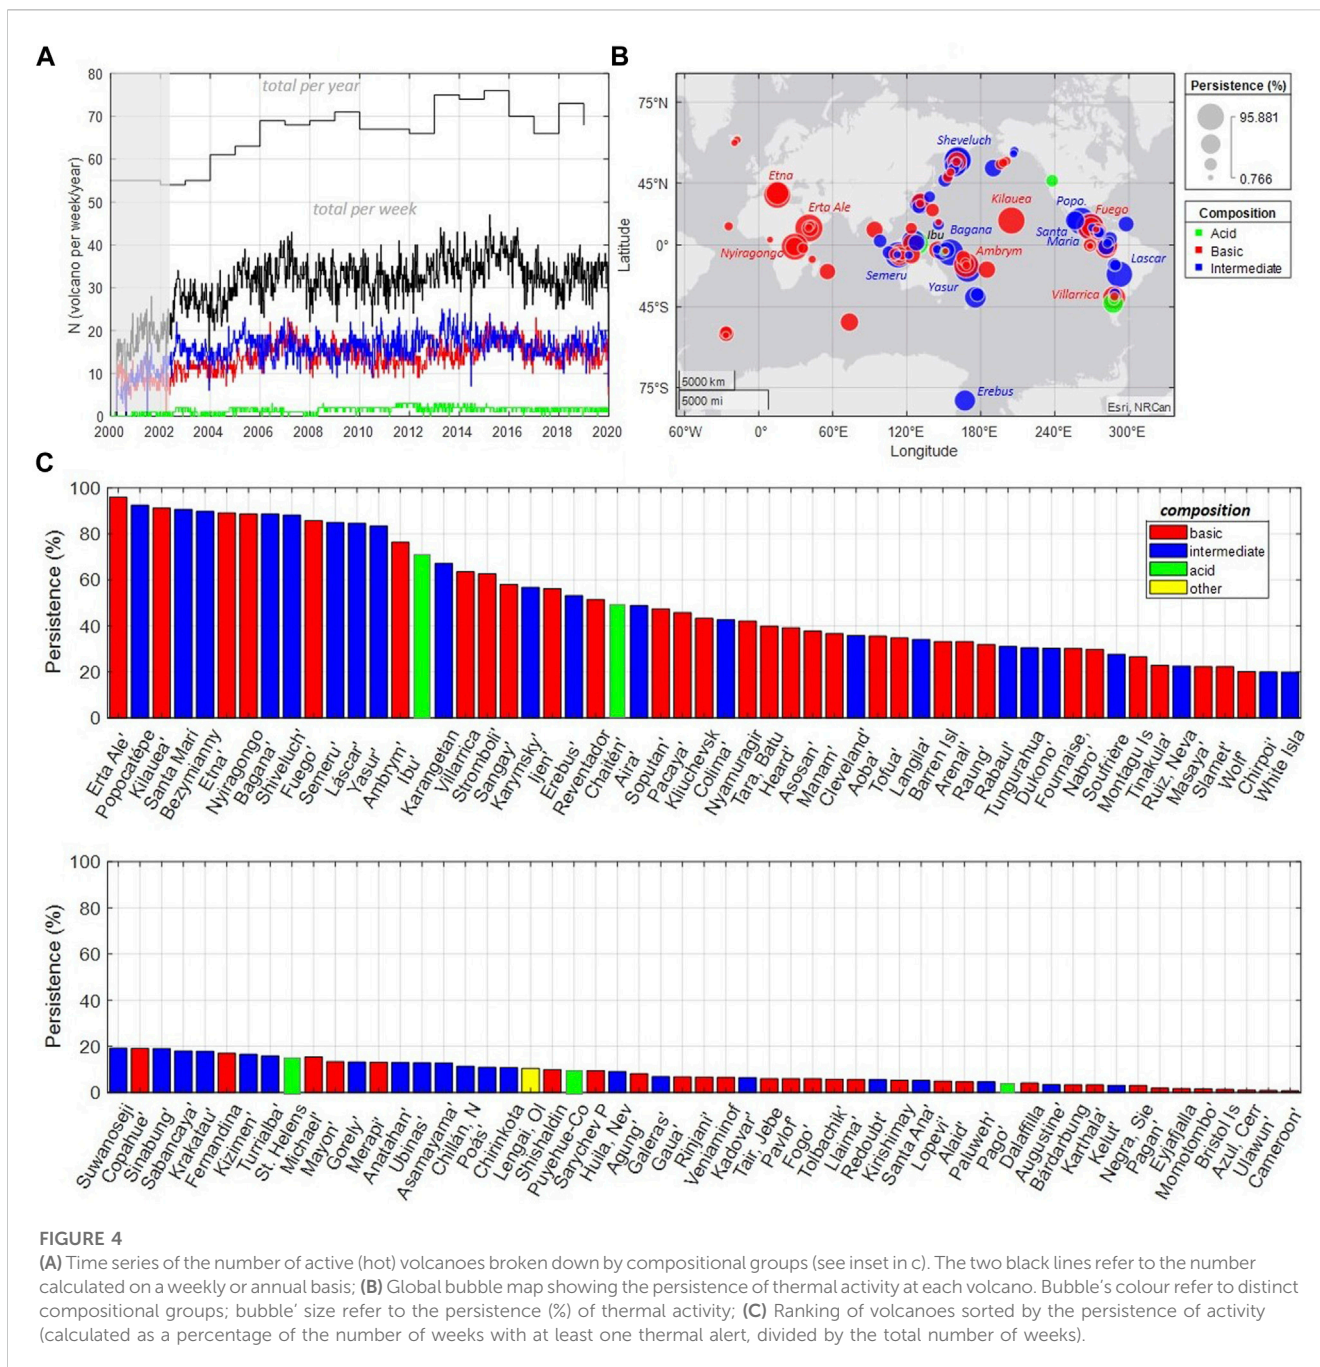 A
B
80
70
60
50
40
30
20
10
0
2000
2002
2004
2006
2008
2010
2012
2014
2016
2018
2020
N (volcano per week/year)
total per year
total per week
75°N
45°N
0°
45°S
75°S
Latitude
60°W
0°
60°E
120°E
180°E
240°E
300°E
Longitude
Sheveluch
Etna
Erta Ale
Nyiragongo
Ibu
Bagana
Kilauea
Popo.
Fuego
Santa
Maria
Ambrym
Semeru
Yasur
Lascar
Villarrica
Erebus
5000 km
5000 mi
Esri, NRCan
Persistence (%)
95.881
0.766
Composition
Acid
Basic
Intermediate
C
100
80
60
40
20
0
Persistence (%)
composition
basic
intermediate
acid
other
Erta Ale'
Popocatépe
Kilauea'
Santa Marí
Bezymianny
Etna'
Nyiragongo
Bagana'
Shiveluch'
Fuego'
Semeru'
Láscar'
Yasur'
Ambrym'
Ibu'
Karangetan
Villarrica
Stromboli'
Sangay'
Karymsky'
Ijen'
Erebus'
Reventador
Chaitén'
Aira'
Soputan'
Pacaya'
Kliuchevsk
Colima'
Nyamuragir
Tara, Batu
Heard'
Asosan'
Manam'
Cleveland'
Aoba'
Tofua'
Langila'
Barren Isl
Arenal'
Raung'
Rabaul'
Tungurahua
Dukono'
Fournaise,
Nabro'
Soufrière
Montagu Is
Tinakula'
Ruiz, Neva
Masaya'
Slamet'
Wolf'
Chirpoi'
White Isla
100
80
60
40
20
0
Persistence (%)
Suwanoseji
Copahue'
Sinabung'
Sabancaya'
Krakatau'
Fernandina
Kizimen'
Turrialba'
St. Helens
Michael'
Mayon'
Gorely'
Merapi'
Anatahan'
Ubinas'
Asamayama'
Chillán, N
Poás'
Chirinkota
Lengai, Ol
Shishaldin
Puyehue-Co
Sarychev P
Huila, Nev
Agung'
Galeras'
Gaua'
Rinjani'
Veniaminof
Kadovar'
Tair, Jebe
Pavlof'
Fogo'
Tolbachik'
Llaima'
Redoubt'
Kirishimay
Santa Ana'
Lopevi'
Alaid'
Paluweh'
Pago'
Dalaffilla
Augustine'
Bárdarbung
Karthala'
Kelut'
Negra, Sie
Pagan'
Eyjafjalla
Momotombo'
Bristol Is
Azul, Cerr
Ulawun'
Cameroon'
FIGURE 4
(A) Time series of the number of active (hot) volcanoes broken down by compositional groups (see inset in c). The two black lines refer to the number
calculated on a weekly or annual basis; (B) Global bubble map showing the persistence of thermal activity at each volcano. Bubble's colour refer to distinct
compositional groups; bubble' size refer to the persistence (%) of thermal activity; (C) Ranking of volcanoes sorted by the persistence of activity
(calculated as a percentage of the number of weeks with at least one thermal alert, divided by the total number of weeks).